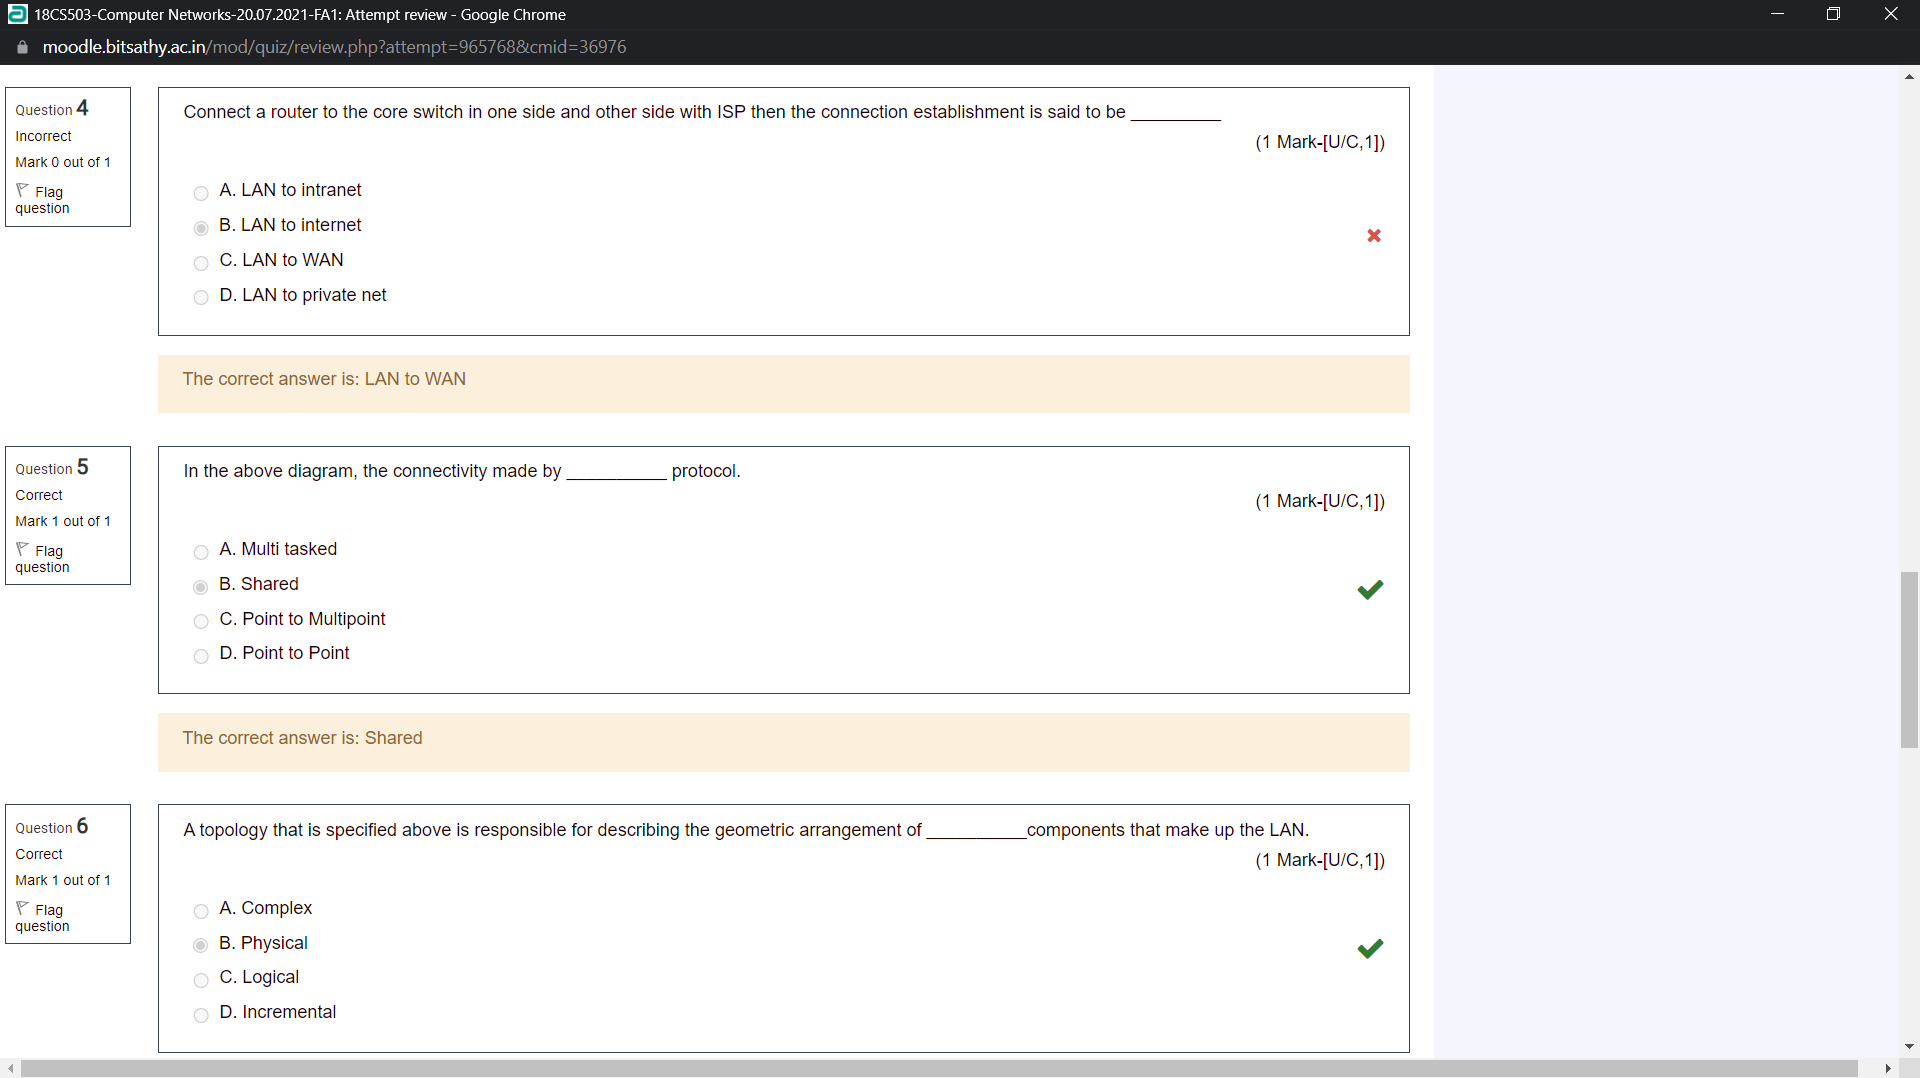 18CS503-Computer Networks-20.07.2021-FA1: Attempt review - Google Chrome
moodle.bitsathy.ac.in/mod/quiz/review.php?attempt=965768&cmid=36976
Question 4
Incorrect
Mark 0 out of 1
Flag
question
Connect a router to the core switch in one side and other side with ISP then the connection establishment is said to be _________
(1 Mark-[U/C,1])
A. LAN to intranet
B. LAN to internet
C. LAN to WAN
D. LAN to private net
The correct answer is: LAN to WAN
Question 5
Correct
Mark 1 out of 1
Flag
question
In the above diagram, the connectivity made by __________ protocol.
(1 Mark-[U/C,1])
A. Multi tasked
B. Shared
C. Point to Multipoint
D. Point to Point
The correct answer is: Shared
Question 6
Correct
Mark 1 out of 1
Flag
question
A topology that is specified above is responsible for describing the geometric arrangement of __________components that make up the LAN.
(1 Mark-[U/C,1])
A. Complex
B. Physical
C. Logical
D. Incremental